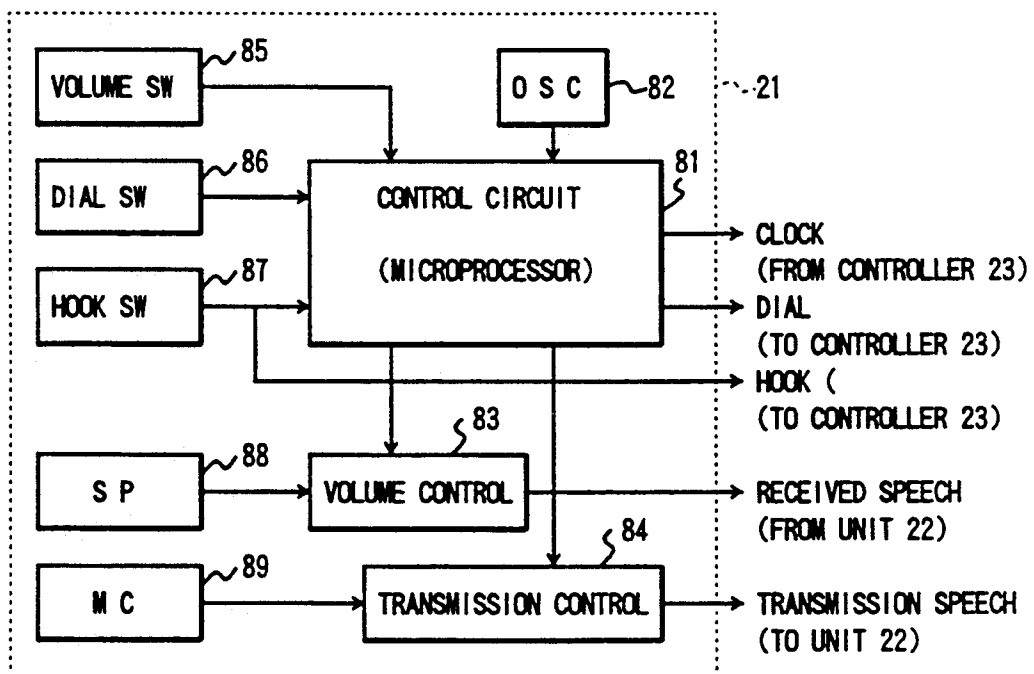 85
VOLUME SW
OSC
82
21
86
DIAL SW
81
CONTROL CIRCUIT
(MICROPROCESSOR)
CLOCK
(FROM CONTROLLER 23)
87
HOOK SW
DIAL
(TO CONTROLLER 23)
HOOK (
(TO CONTROLLER 23)
83
88
SP
VOLUME CONTROL
RECEIVED SPEECH
(FROM UNIT 22)
84
89
MC
TRANSMISSION CONTROL
TRANSMISSION SPEECH
(TO UNIT 22)